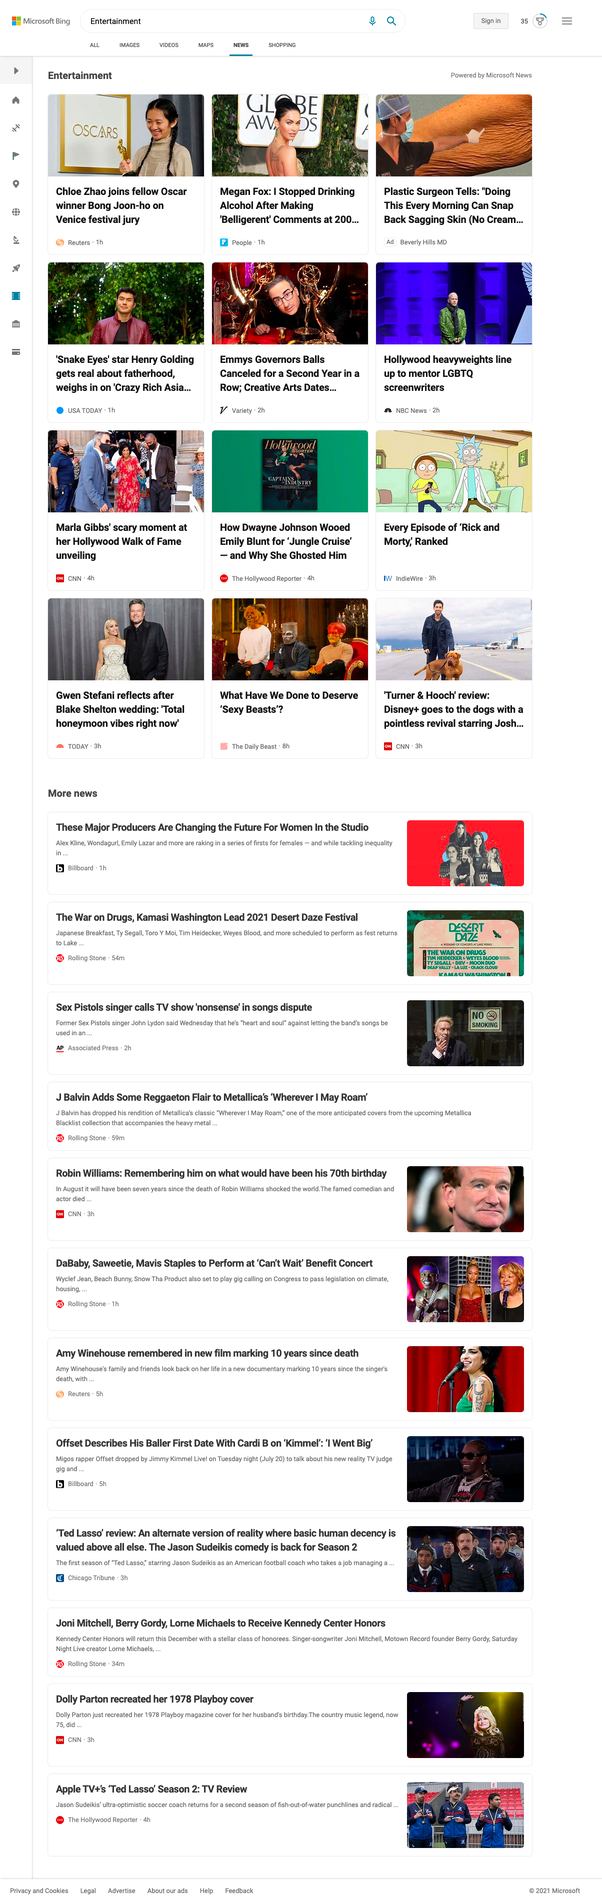 Microsoft Bing
Entertainment
Sign in
35
ALL IMAGES VIDEOS MAPS NEWS SHOPPING
Entertainment
Powered by Microsoft News
OSCARS
GLOBE
AWARDS
Chloe Zhao joins fellow Oscar
winner Bong Joon-ho on
Venice festival jury
Reuters · 1h
Megan Fox: I Stopped Drinking
Alcohol After Making
'Belligerent' Comments at 200...
People · 1h
Plastic Surgeon Tells: "Doing
This Every Morning Can Snap
Back Sagging Skin (No Cream...
Ad Beverly Hills MD
'Snake Eyes' star Henry Golding
gets real about fatherhood,
weighs in on 'Crazy Rich Asia...
USA TODAY · 1h
Emmys Governors Balls
Canceled for a Second Year in a
Row; Creative Arts Dates...
Variety · 2h
Hollywood heavyweights line
up to mentor LGBTQ
screenwriters
NBC News · 2h
Marla Gibbs' scary moment at
her Hollywood Walk of Fame
unveiling
CNN · 4h
Hollywood
CAPTAINS
INDUSTRY
How Dwayne Johnson Wooed
Emily Blunt for ‘Jungle Cruise’
— and Why She Ghosted Him
The Hollywood Reporter · 4h
Every Episode of ‘Rick and
Morty,’ Ranked
IndieWire · 3h
Gwen Stefani reflects after
Blake Shelton wedding: 'Total
honeymoon vibes right now'
TODAY · 3h
What Have We Done to Deserve
‘Sexy Beasts’?
The Daily Beast · 8h
'Turner & Hooch' review:
Disney+ goes to the dogs with a
pointless revival starring Josh...
CNN · 3h
More news
These Major Producers Are Changing the Future For Women In the Studio
Alex Kline, Wondagurl, Emily Lazar and more are raking in a series of firsts for females — and while tackling inequality
in ...
Billboard · 1h
The War on Drugs, Kamasi Washington Lead 2021 Desert Daze Festival
Japanese Breakfast, Ty Segall, Toro Y Moi, Tim Heidecker, Weyes Blood, and more scheduled to perform as fest returns
to Lake ...
Rolling Stone · 54m
DESERT
DAZE
THE WAR ON DRUGS
TIM HEIDECKER & WEYES BLOOD
TY SEGALL · DIIV · MOON DUO
DEAP VALLY · LA LUZ · CRACK CLOUD
KAMASI WASHINGTON
Sex Pistols singer calls TV show 'nonsense' in songs dispute
Former Sex Pistols singer John Lydon said Wednesday that he's "heart and soul" against letting the band's songs be
used in an ...
Associated Press · 2h
NO
SMOKING
J Balvin Adds Some Reggaeton Flair to Metallica’s ‘Wherever I May Roam’
J Balvin has dropped his rendition of Metallica's classic "Wherever I May Roam," one of the more anticipated covers from the upcoming Metallica
Blacklist collection that accompanies the heavy metal ...
Rolling Stone · 59m
Robin Williams: Remembering him on what would have been his 70th birthday
In August it will have been seven years since the death of Robin Williams shocked the world.The famed comedian and
actor died ...
CNN · 3h
DaBaby, Saweetie, Mavis Staples to Perform at ‘Can’t Wait’ Benefit Concert
Wyclef Jean, Beach Bunny, Snow Tha Product also set to play gig calling on Congress to pass legislation on climate,
housing, ...
Rolling Stone · 1h
Amy Winehouse remembered in new film marking 10 years since death
Amy Winehouse's family and friends look back on her life in a new documentary marking 10 years since the singer's
death, with ...
Reuters · 5h
Offset Describes His Baller First Date With Cardi B on ‘Kimmel’: ‘I Went Big’
Migos rapper Offset dropped by Jimmy Kimmel Live! on Tuesday night (July 20) to talk about his new reality TV judge
gig and ...
Billboard · 5h
‘Ted Lasso’ review: An alternate version of reality where basic human decency is
valued above all else. The Jason Sudeikis comedy is back for Season 2
The first season of "Ted Lasso," starring Jason Sudeikis as an American football coach who takes a job managing a ...
Chicago Tribune · 3h
Joni Mitchell, Berry Gordy, Lorne Michaels to Receive Kennedy Center Honors
Kennedy Center Honors will return this December with a stellar class of honorees. Singer-songwriter Joni Mitchell, Motown Record founder Berry Gordy, Saturday
Night Live creator Lorne Michaels, ...
Rolling Stone · 34m
Dolly Parton recreated her 1978 Playboy cover
Dolly Parton just recreated her 1978 Playboy magazine cover for her husband's birthday.The country music legend, now
75, did ...
CNN · 3h
Apple TV+’s ‘Ted Lasso’ Season 2: TV Review
Jason Sudeikis' ultra-optimistic soccer coach returns for a second season of fish-out-of-water punchlines and radical ...
The Hollywood Reporter · 4h
Privacy and Cookies Legal Advertise About our ads Help Feedback
© 2021 Microsoft